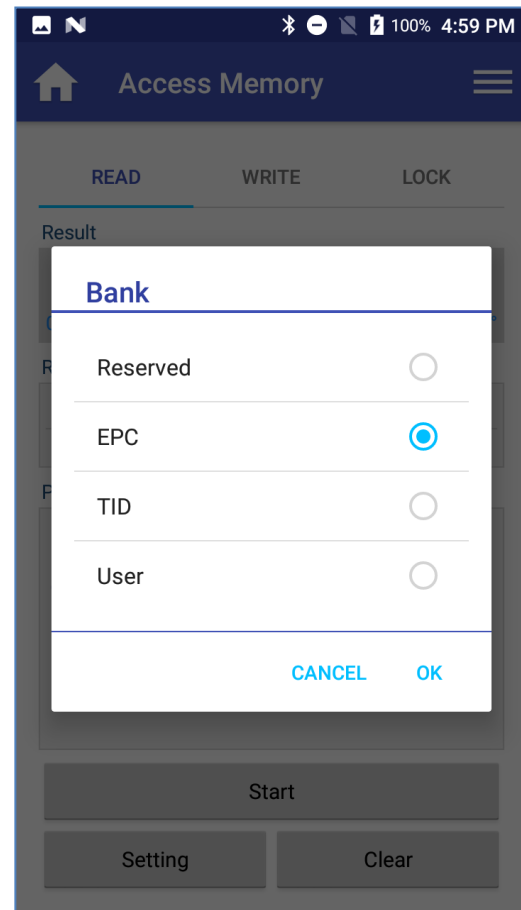 100% 4:59 PM
Access Memory
READ WRITE LOCK
Result
Bank
Reserved
EPC
TID
User
CANCEL OK
Start
Setting Clear